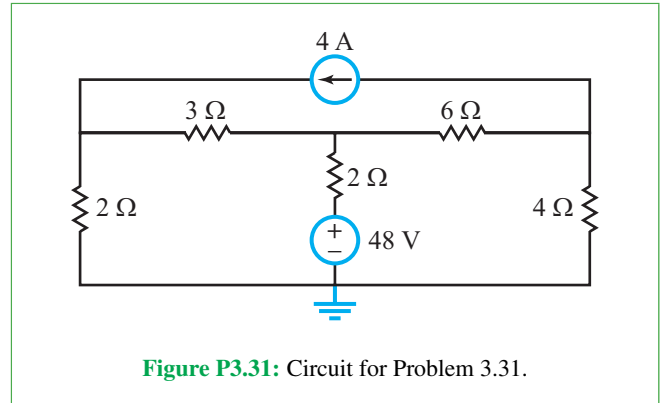 4 A
3 Ω
6 Ω
2 Ω
2 Ω
4 Ω
+
−
48 V
Figure P3.31: Circuit for Problem 3.31.